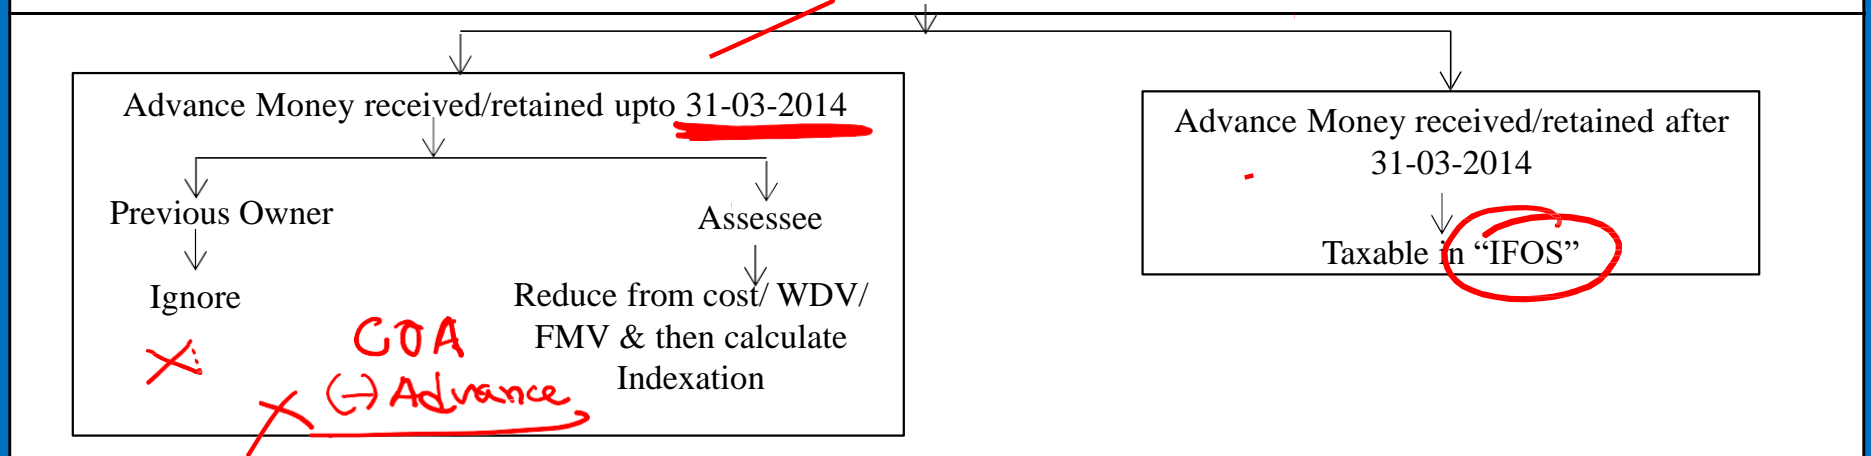 Advance Money received/retained upto 31-03-2014
Previous Owner
Ignore
Assessee
Reduce from cost/ WDV/
FMV & then calculate
Indexation
COA
(-) Advance
Advance Money received/retained after
31-03-2014
Taxable in “IFOS”